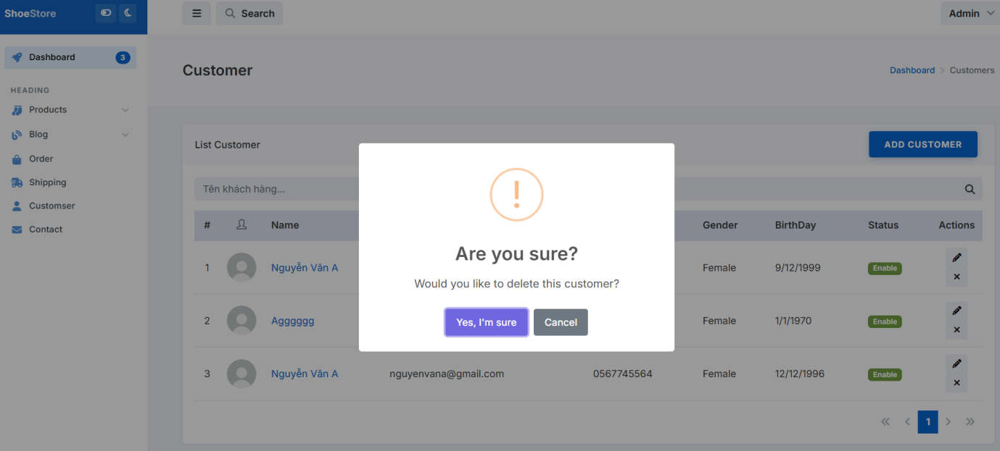 ShoeStore
Search
Admin
Dashboard 3
Customer
Dashboard > Customers
HEADING
Products
Blog
Order
Shipping
Customser
Contact
List Customer
ADD CUSTOMER
Tên khách hàng...
# Name Gender BirthDay Status Actions
1 Nguyễn Văn A Female 9/12/1999 Enable
2 Agggggg Female 1/1/1970 Enable
3 Nguyễn Văn A nguyenvana@gmail.com 0567745564 Female 12/12/1996 Enable
« ‹ 1 › »
!
Are you sure?
Would you like to delete this customer?
Yes, I'm sure Cancel